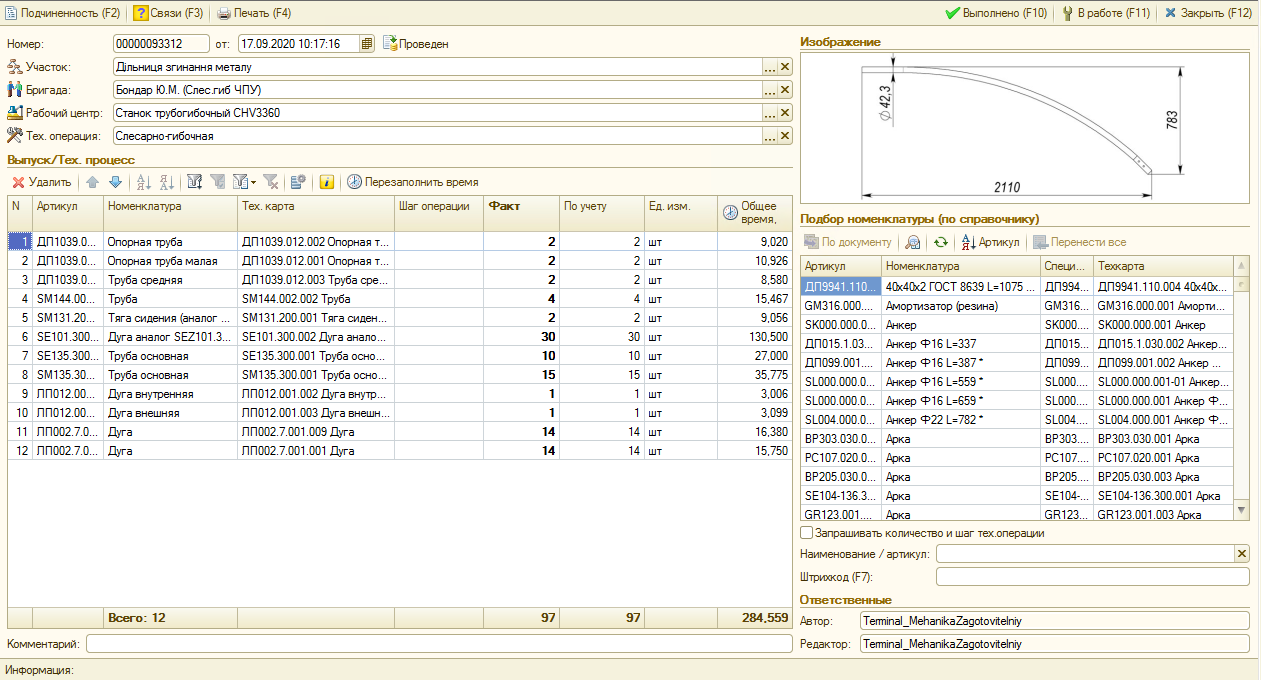 Подчиненность (F2) Связи (F3) Печать (F4) Выполнено (F10) В работе (F11) Закрыть (F12)
Номер: 00000093312 от: 17.09.2020 10:17:16 Проведен
Участок: Дільниця згинання металу ... X
Бригада: Бондар Ю.М. (Слес.гиб ЧПУ) ... X
Рабочий центр: Станок трубогибочный CHV3360 ... X
Тех. операция: Слесарно-гибочная ... X
Выпуск/Тех. процесс
Удалить Перезаполнить время
N Артикул Номенклатура Тех. карта Шаг операции Факт По учету Ед. изм. Общее время,
1 ДП1039.0... Опорная труба ДП1039.012.002 Опорная т... 2 2 шт 9,020
2 ДП1039.0... Опорная труба малая ДП1039.012.001 Опорная т... 2 2 шт 10,926
3 ДП1039.0... Труба средняя ДП1039.012.003 Труба сре... 2 2 шт 8,580
4 SM144.00... Труба SM144.002.002 Труба 4 4 шт 15,467
5 SM131.20... Тяга сидения (аналог ... SM131.200.001 Тяга сиден... 2 2 шт 9,056
6 SE101.300... Дуга аналог SEZ101.3... SE101.300.002 Дуга анало... 30 30 шт 130,500
7 SE135.300... Труба основная SE135.300.001 Труба осно... 10 10 шт 27,000
8 SM135.30... Труба основная SM135.300.001 Труба осно... 15 15 шт 35,775
9 ЛП012.00... Дуга внутренняя ЛП012.001.002 Дуга внутр... 1 1 шт 3,006
10 ЛП012.00... Дуга внешняя ЛП012.001.003 Дуга внешн... 1 1 шт 3,099
11 ЛП002.7.0... Дуга ЛП002.7.001.009 Дуга 14 14 шт 16,380
12 ЛП002.7.0... Дуга ЛП002.7.001.001 Дуга 14 14 шт 15,750
Всего: 12 97 97 284,559
Комментарий:
Информация:
Изображение
∅ 42,3
783
2110
Подбор номенклатуры (по справочнику)
По документу Артикул Перенести все
Артикул Номенклатура Специ... Техкарта
ДП9941.110... 40х40х2 ГОСТ 8639 L=1075 ... ДП994... ДП9941.110.004 40х40х...
GM316.000.... Амортизатор (резина) GM316... GM316.000.001 Аморти...
SK000.000.0... Анкер SK000.... SK000.000.001 Анкер
ДП015.1.03... Анкер Ф16 L=337 ДП015... ДП015.1.030.002 Анкер...
ДП099.001.... Анкер Ф16 L=387 * ДП099... ДП099.001.002 Анкер
SL000.000.0... Анкер Ф16 L=559 * SL000.... SL000.000.001-01 Анкер...
SL000.000.0... Анкер Ф16 L=659 * SL000.... SL000.000.001 Анкер Ф...
SL004.000.0... Анкер Ф22 L=782 * SL004.... SL004.000.001 Анкер Ф...
BP303.030.0... Арка BP303.... BP303.030.001 Арка
PC107.020.0... Арка PC107.... PC107.020.001 Арка
BP205.030.0... Арка BP205.... BP205.030.003 Арка
SE104-136.3... Арка SE104-... SE104-136.300.001 Арка
GR123.001.... Арка GR123... GR123.001.003 Арка
Запрашивать количество и шаг тех.операции
Наименование / артикул: X
Штрихкод (F7):
Ответственные
Автор: Terminal_MehanikaZagotovitelniy
Редактор: Terminal_MehanikaZagotovitelniy